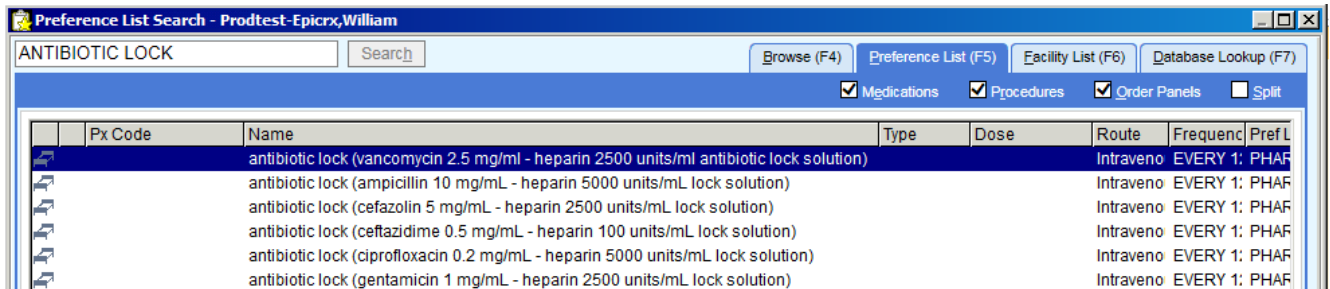 Preference List Search - Prodtest-Epicrx,William
ANTIBIOTIC LOCK Search Browse (F4) Preference List (F5) Facility List (F6) Database Lookup (F7)
Medications Procedures Order Panels Split
Px Code Name Type Dose Route Frequenc Pref L
antibiotic lock (vancomycin 2.5 mg/ml - heparin 2500 units/ml antibiotic lock solution) Intraveno EVERY 1: PHAR
antibiotic lock (ampicillin 10 mg/mL - heparin 5000 units/mL lock solution) Intraveno EVERY 1: PHAR
antibiotic lock (cefazolin 5 mg/mL - heparin 2500 units/mL lock solution) Intraveno EVERY 1: PHAR
antibiotic lock (ceftazidime 0.5 mg/mL - heparin 100 units/mL lock solution) Intraveno EVERY 1: PHAR
antibiotic lock (ciprofloxacin 0.2 mg/mL - heparin 5000 units/mL lock solution) Intraveno EVERY 1: PHAR
antibiotic lock (gentamicin 1 mg/mL - heparin 2500 units/mL lock solution) Intraveno EVERY 1: PHAR